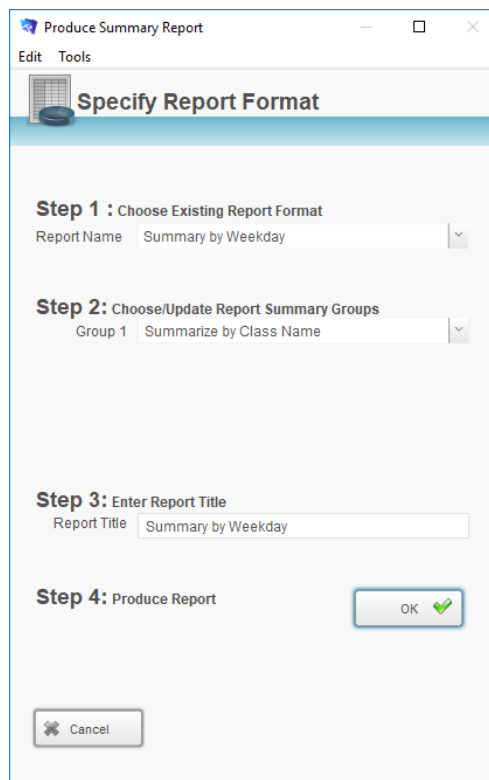 Produce Summary Report
Edit Tools
Specify Report Format
Step 1 : Choose Existing Report Format
Report Name Summary by Weekday
Step 2: Choose/Update Report Summary Groups
Group 1 Summarize by Class Name
Step 3: Enter Report Title
Report Title Summary by Weekday
Step 4: Produce Report
OK
Cancel